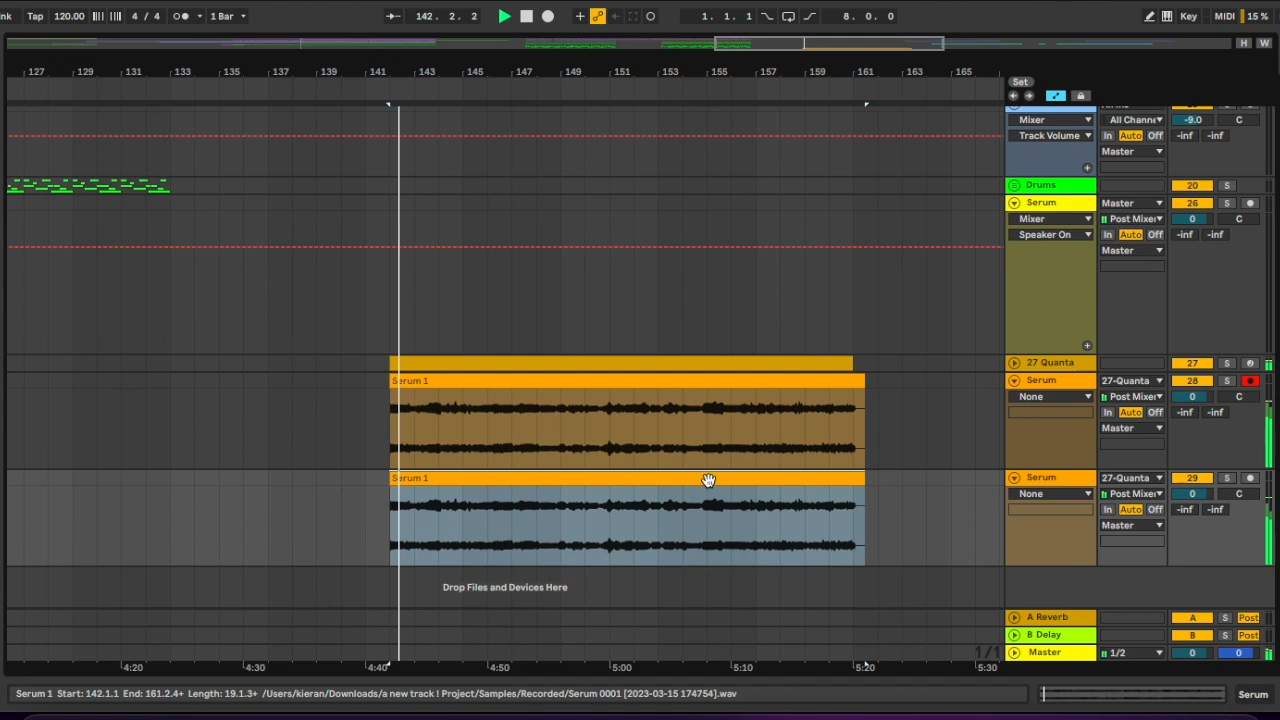 nk Tap 120.00 4 / 4 1 Bar 142. 2. 2 1. 1. 1 8. 0. 0 Key MIDI 15 %
H W
127 129 131 133 135 137 139 141 143 145 147 149 151 153 155 157 159 161 163 165
Set
Mixer All Channe -9.0 C
Track Volume In Auto Off -inf -inf
Master
Drums 20 S
Serum Master 26 S
Mixer Post Mixer 0 C
Speaker On In Auto Off -inf -inf
Master
27 Quanta 27 S
Serum 1 Serum 27-Quanta 28 S
None Post Mixer 0 C
In Auto Off -inf -inf
Master
Serum 1 Serum 27-Quanta 29 S
None Post Mixer 0 C
In Auto Off -inf -inf
Master
Drop Files and Devices Here
A Reverb A S Post
B Delay B S Post
1/1 Master 1/2 0 0
4:20 4:30 4:40 4:50 5:00 5:10 5:20 5:30
Serum 1 Start: 142.1.1 End: 161.2.4+ Length: 19.1.3+ /Users/kieran/Downloads/a new track ! Project/Samples/Recorded/Serum 0001 [2023-03-15 174754].wav Serum